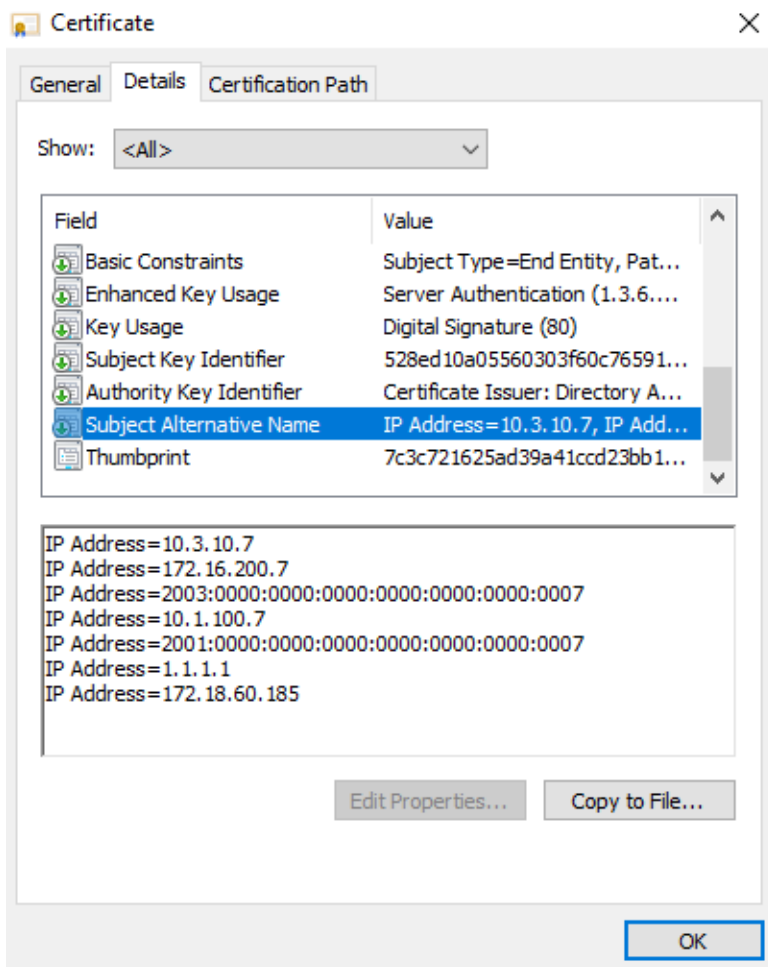 Certificate
General Details Certification Path
Show: <All>
Field Value
Basic Constraints Subject Type=End Entity, Pat...
Enhanced Key Usage Server Authentication (1.3.6....
Key Usage Digital Signature (80)
Subject Key Identifier 528ed10a05560303f60c76591...
Authority Key Identifier Certificate Issuer: Directory A...
Subject Alternative Name IP Address=10.3.10.7, IP Add...
Thumbprint 7c3c721625ad39a41ccd23bb1...
IP Address=10.3.10.7
IP Address=172.16.200.7
IP Address=2003:0000:0000:0000:0000:0000:0000:0007
IP Address=10.1.100.7
IP Address=2001:0000:0000:0000:0000:0000:0000:0007
IP Address=1.1.1.1
IP Address=172.18.60.185
Edit Properties... Copy to File...
OK